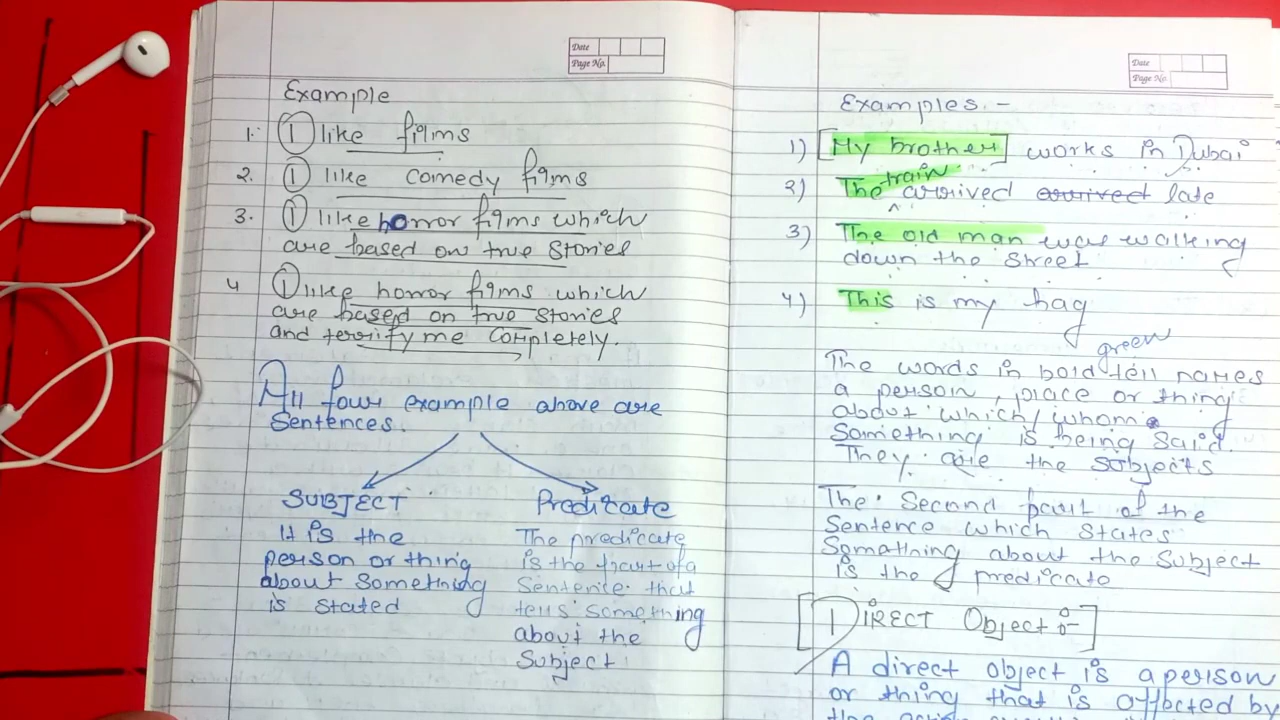 Date
Page No.
Example
1. I like films
2. I like comedy films
3. I like horror films which
are based on true stories
4 I like horror films which
are based on true stories
and terrify me completely.
All four example above are
Sentences.
SUBJECT
It is the
person or thing
about something
is stated
Predicate
The predicate
is the part of a
Sentence that
tells something
about the
Subject
Date
Page No.
Examples. -
1) [My brother] works in Dubai
2) The train arrived arrived late
3) The old man was walking
down the street
4) This is my bag
green
The words in bold tell names
a person, place or thing
about which/whom
Something is being said.
They are the subjects
The Second part of the
Sentence which states
Something about the subject
is the predicate
[DIRECT Object :-]
A direct object is a person
or thing that is affected by